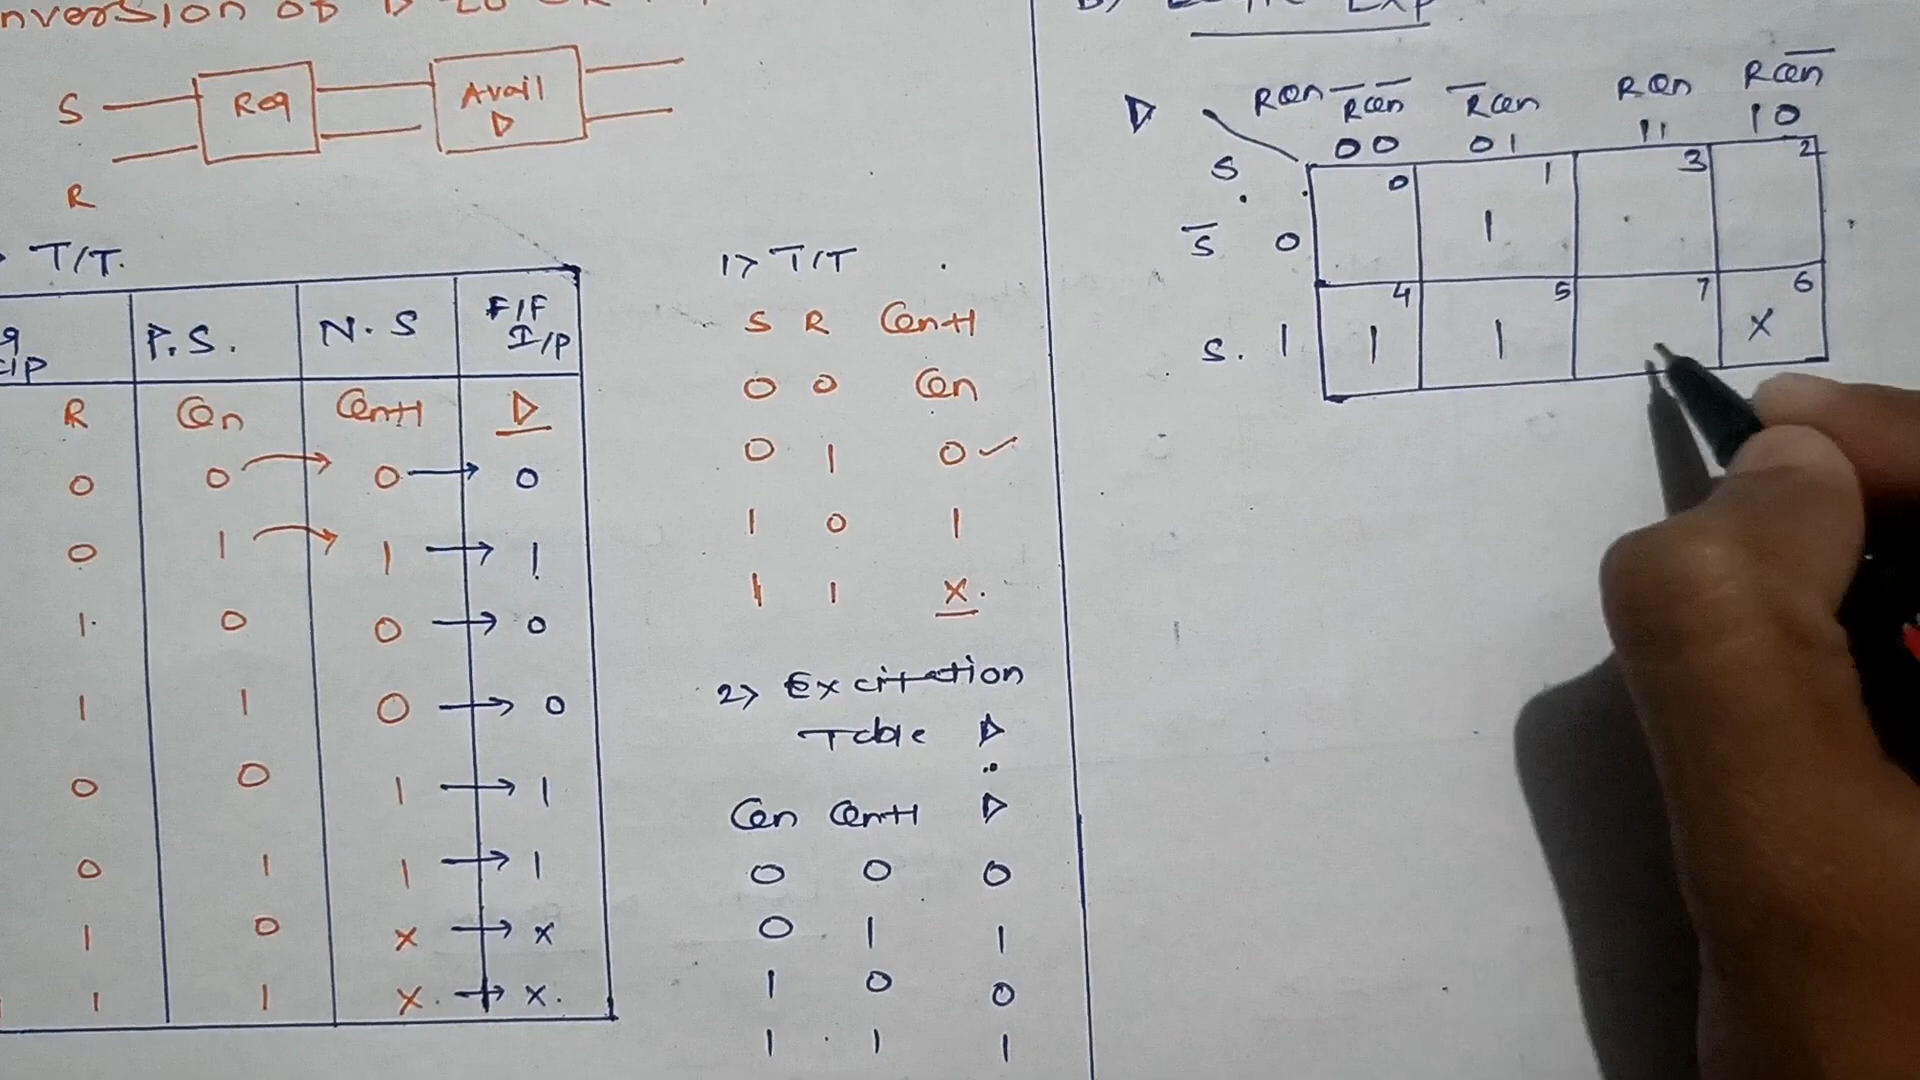 nversion of D to SR
S
Req
Avail
D
R
T/T.
P.S.
N.S
F/F
I/P
R Qn Qn+1 D
0 0 0 → 0
0 1 1 → 1
1 0 0 → 0
1 1 0 → 0
0 0 1 → 1
0 1 1 → 1
1 0 x → x
1 1 x. → x.
1> T/T
S R Qn+1
0 0 Qn
0 1 0 ✓
1 0 1
1 1 x.
2> Excitation
Table D
:
Qn Qn+1 D
0 0 0
0 1 1
1 0 0
1 1 1
D RQn R̅Q̅n̅ R̅Qn RQn RQ̅n̅
S 00 01 11 10
0 1 3 2
S̅ 0 1
4 5 7 6
S. 1 1 1 x